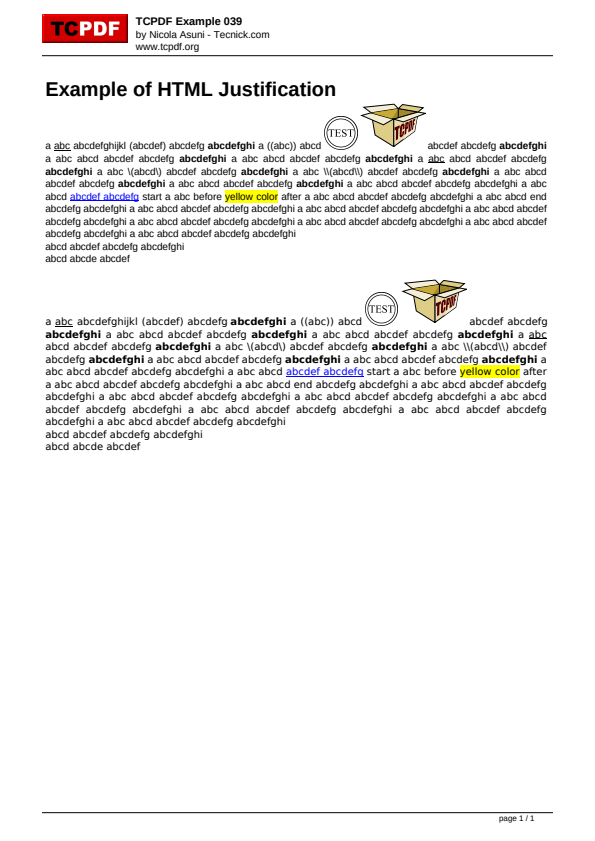 TCPDF
TCPDF Example 039
by Nicola Asuni - Tecnick.com
www.tcpdf.org
Example of HTML Justification
a abc abcdefghijkl (abcdef) abcdefg abcdefghi a ((abc)) abcd TEST TCPDF abcdef abcdefg abcdefghi
a abc abcd abcdef abcdefg abcdefghi a abc abcd abcdef abcdefg abcdefghi a abc abcd abcdef abcdefg
abcdefghi a abc \(abcd\) abcdef abcdefg abcdefghi a abc \\(abcd\\) abcdef abcdefg abcdefghi a abc abcd
abcdef abcdefg abcdefghi a abc abcd abcdef abcdefg abcdefghi a abc abcd abcdef abcdefg abcdefghi a abc
abcd abcdef abcdefg start a abc before yellow color after a abc abcd abcdef abcdefg abcdefghi a abc abcd end
abcdefg abcdefghi a abc abcd abcdef abcdefg abcdefghi a abc abcd abcdef abcdefg abcdefghi a abc abcd abcdef
abcdefg abcdefghi a abc abcd abcdef abcdefg abcdefghi a abc abcd abcdef abcdefg abcdefghi a abc abcd abcdef
abcdefg abcdefghi a abc abcd abcdef abcdefg abcdefghi
abcd abcdef abcdefg abcdefghi
abcd abcde abcdef
a abc abcdefghijkl (abcdef) abcdefg abcdefghi a ((abc)) abcd TEST TCPDF abcdef abcdefg
abcdefghi a abc abcd abcdef abcdefg abcdefghi a abc abcd abcdef abcdefg abcdefghi a abc
abcd abcdef abcdefg abcdefghi a abc \(abcd\) abcdef abcdefg abcdefghi a abc \\(abcd\\) abcdef
abcdefg abcdefghi a abc abcd abcdef abcdefg abcdefghi a abc abcd abcdef abcdefg abcdefghi a
abc abcd abcdef abcdefg abcdefghi a abc abcd abcdef abcdefg start a abc before yellow color after
a abc abcd abcdef abcdefg abcdefghi a abc abcd end abcdefg abcdefghi a abc abcd abcdef abcdefg
abcdefghi a abc abcd abcdef abcdefg abcdefghi a abc abcd abcdef abcdefg abcdefghi a abc abcd
abcdef abcdefg abcdefghi a abc abcd abcdef abcdefg abcdefghi a abc abcd abcdef abcdefg
abcdefghi a abc abcd abcdef abcdefg abcdefghi
abcd abcdef abcdefg abcdefghi
abcd abcde abcdef
page 1 / 1